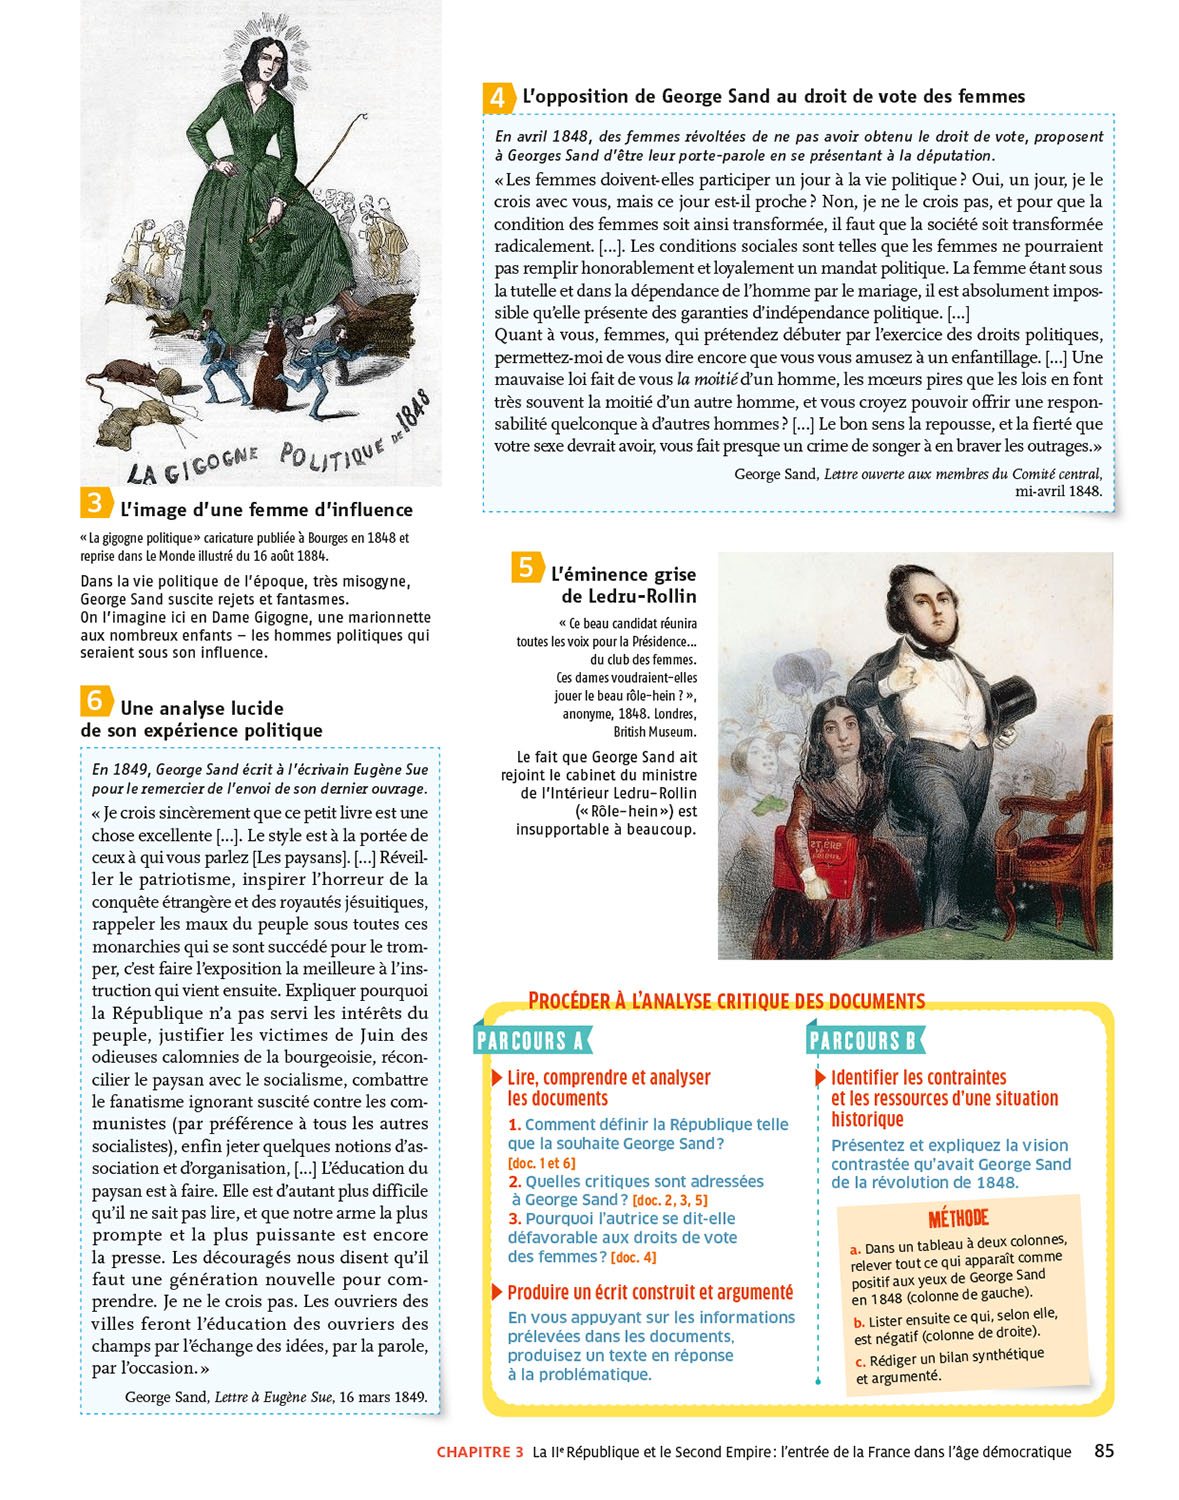 LA GIGOGNE POLITIQUE DE 1848
3 L'image d'une femme d'influence
« La gigogne politique » caricature publiée à Bourges en 1848 et
reprise dans Le Monde illustré du 16 août 1884.
Dans la vie politique de l'époque, très misogyne,
George Sand suscite rejets et fantasmes.
On l'imagine ici en Dame Gigogne, une marionnette
aux nombreux enfants – les hommes politiques qui
seraient sous son influence.
6 Une analyse lucide
de son expérience politique
En 1849, George Sand écrit à l'écrivain Eugène Sue
pour le remercier de l'envoi de son dernier ouvrage.
« Je crois sincèrement que ce petit livre est une
chose excellente [...]. Le style est à la portée de
ceux à qui vous parlez [Les paysans]. [...] Réveil-
ler le patriotisme, inspirer l'horreur de la
conquête étrangère et des royautés jésuitiques,
rappeler les maux du peuple sous toutes ces
monarchies qui se sont succédé pour le trom-
per, c'est faire l'exposition la meilleure à l'ins-
truction qui vient ensuite. Expliquer pourquoi
la République n'a pas servi les intérêts du
peuple, justifier les victimes de Juin des
odieuses calomnies de la bourgeoisie, récon-
cilier le paysan avec le socialisme, combattre
le fanatisme ignorant suscité contre les com-
munistes (par préférence à tous les autres
socialistes), enfin jeter quelques notions d'as-
sociation et d'organisation, [...] L'éducation du
paysan est à faire. Elle est d'autant plus difficile
qu'il ne sait pas lire, et que notre arme la plus
prompte et la plus puissante est encore
la presse. Les découragés nous disent qu'il
faut une génération nouvelle pour com-
prendre. Je ne le crois pas. Les ouvriers des
villes feront l'éducation des ouvriers des
champs par l'échange des idées, par la parole,
par l'occasion. »
George Sand, Lettre à Eugène Sue, 16 mars 1849.
4 L'opposition de George Sand au droit de vote des femmes
En avril 1848, des femmes révoltées de ne pas avoir obtenu le droit de vote, proposent
à Georges Sand d'être leur porte-parole en se présentant à la députation.
« Les femmes doivent-elles participer un jour à la vie politique ? Oui, un jour, je le
crois avec vous, mais ce jour est-il proche ? Non, je ne le crois pas, et pour que la
condition des femmes soit ainsi transformée, il faut que la société soit transformée
radicalement. [...]. Les conditions sociales sont telles que les femmes ne pourraient
pas remplir honorablement et loyalement un mandat politique. La femme étant sous
la tutelle et dans la dépendance de l'homme par le mariage, il est absolument impos-
sible qu'elle présente des garanties d'indépendance politique. [...]
Quant à vous, femmes, qui prétendez débuter par l'exercice des droits politiques,
permettez-moi de vous dire encore que vous vous amusez à un enfantillage. [...] Une
mauvaise loi fait de vous la moitié d'un homme, les mœurs pires que les lois en font
très souvent la moitié d'un autre homme, et vous croyez pouvoir offrir une respon-
sabilité quelconque à d'autres hommes ? [...] Le bon sens la repousse, et la fierté que
votre sexe devrait avoir, vous fait presque un crime de songer à en braver les outrages. »
George Sand, Lettre ouverte aux membres du Comité central,
mi-avril 1848.
5 L'éminence grise
de Ledru-Rollin
« Ce beau candidat réunira
toutes les voix pour la Présidence...
du club des femmes.
Ces dames voudraient-elles
jouer le beau rôle-hein ? »,
anonyme, 1848. Londres,
British Museum.
Le fait que George Sand ait
rejoint le cabinet du ministre
de l'Intérieur Ledru-Rollin
(« Rôle-hein ») est
insupportable à beaucoup.
PROCÉDER À L'ANALYSE CRITIQUE DES DOCUMENTS
PARCOURS A
Lire, comprendre et analyser
les documents
1. Comment définir la République telle
que la souhaite George Sand ?
[doc. 1 et 6]
2. Quelles critiques sont adressées
à George Sand ? [doc. 2, 3, 5]
3. Pourquoi l'autrice se dit-elle
défavorable aux droits de vote
des femmes ? [doc. 4]
Produire un écrit construit et argumenté
En vous appuyant sur les informations
prélevées dans les documents,
produisez un texte en réponse
à la problématique.
PARCOURS B
Identifier les contraintes
et les ressources d'une situation
historique
Présentez et expliquez la vision
contrastée qu'avait George Sand
de la révolution de 1848.
MÉTHODE
a. Dans un tableau à deux colonnes,
relever tout ce qui apparaît comme
positif aux yeux de George Sand
en 1848 (colonne de gauche).
b. Lister ensuite ce qui, selon elle,
est négatif (colonne de droite).
c. Rédiger un bilan synthétique
et argumenté.
CHAPITRE 3 La IIe République et le Second Empire : l'entrée de la France dans l'âge démocratique 85